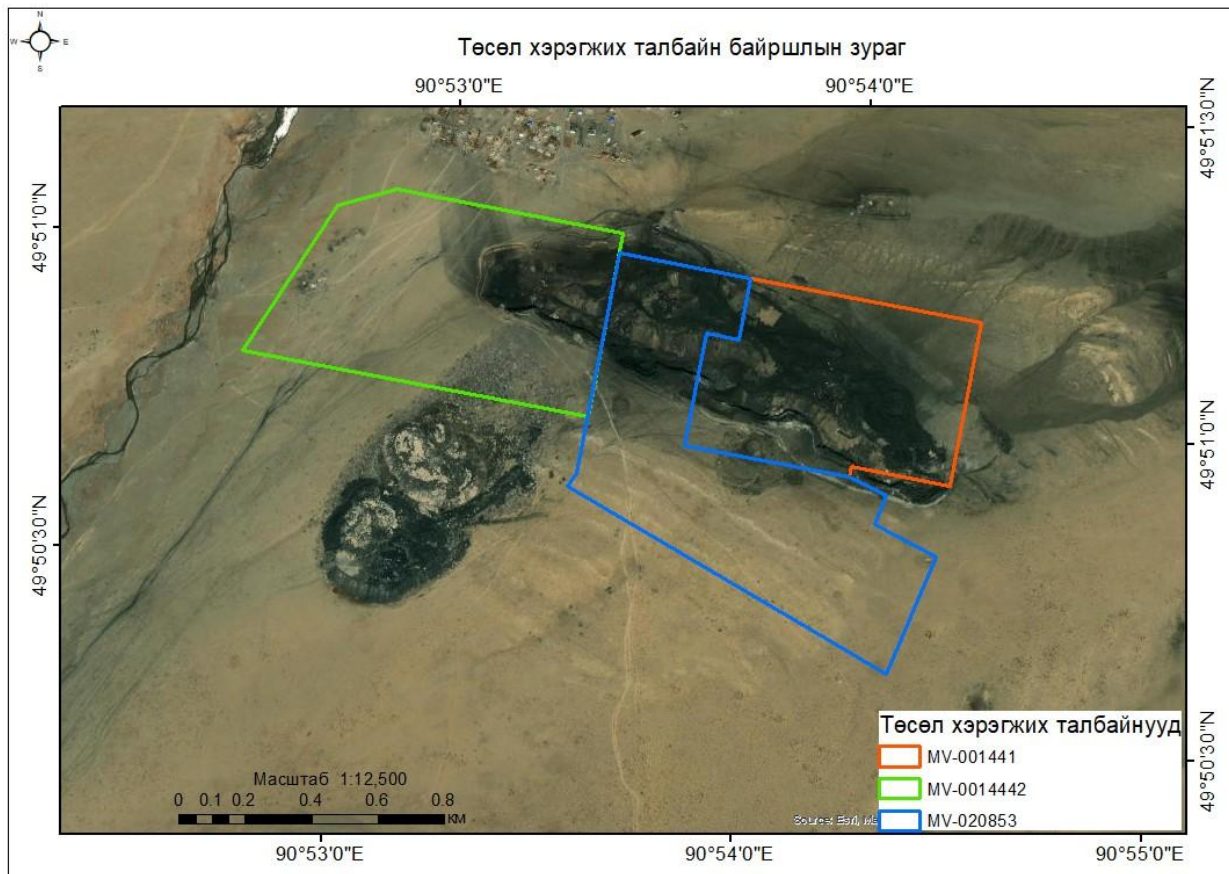 N
W E
S
Төсөл хэрэгжих талбайн байршлын зураг
90°53'0"E 90°54'0"E
49°51'30"N
49°51'0"N
49°51'0"N
49°50'30"N
49°50'30"N
Төсөл хэрэгжих талбайнууд
MV-001441
MV-0014442
MV-020853
Масштаб 1:12,500
0 0.1 0.2 0.4 0.6 0.8
КМ
Source: Esri,
90°53'0"E 90°54'0"E 90°55'0"E